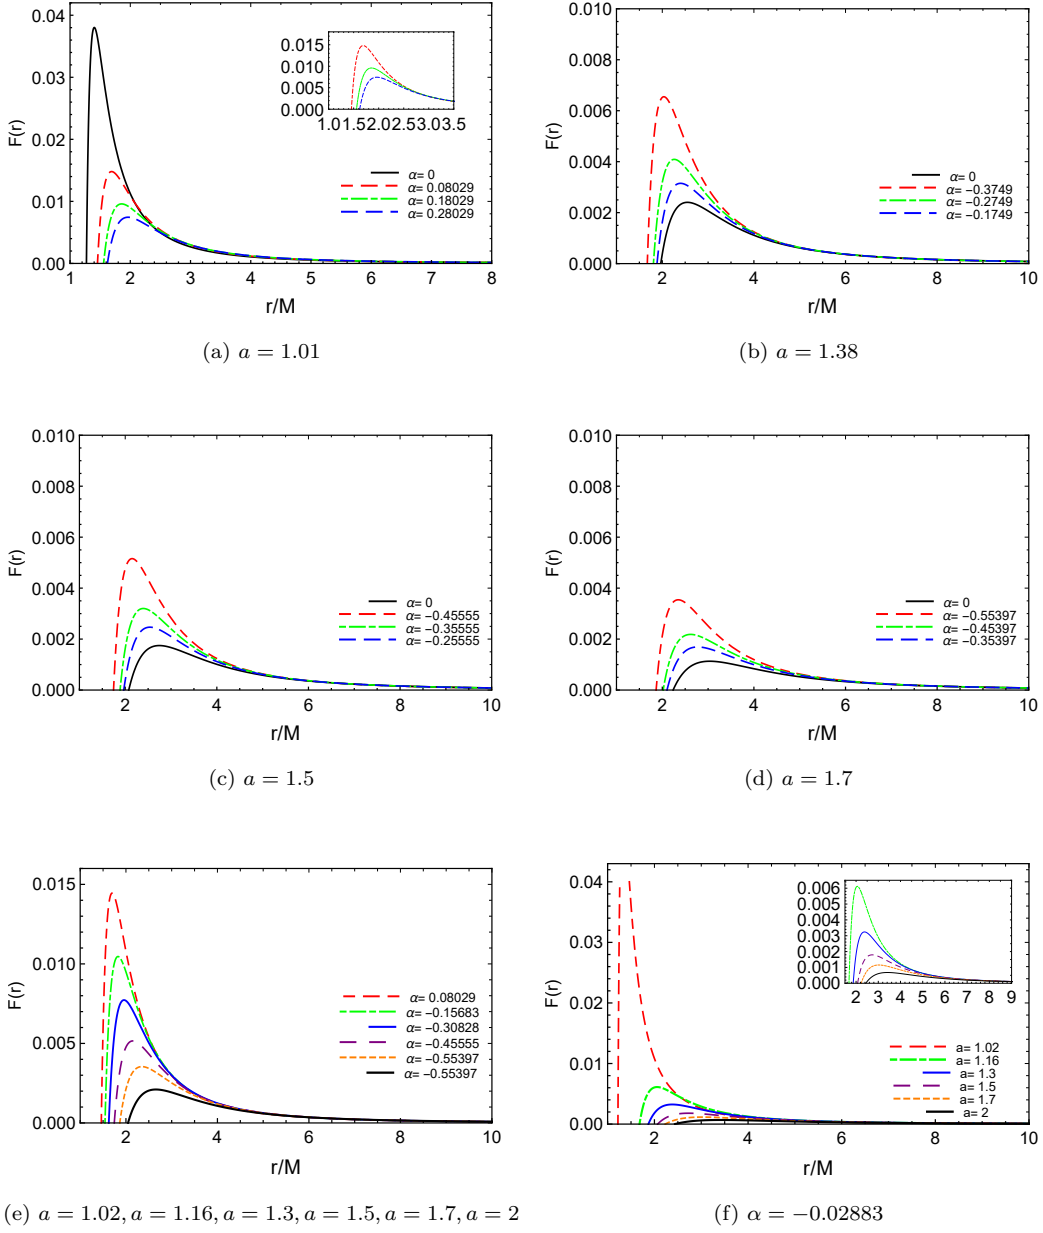 0.04
0.03
0.02
0.01
0.00
F(r)
0.015
0.010
0.005
0.000
1.0 1.5 2.0 2.5 3.0 3.5
α= 0
α= 0.08029
α= 0.18029
α= 0.28029
1 2 3 4 5 6 7 8
r/M
(a) a = 1.01
0.010
0.008
0.006
0.004
0.002
0.000
F(r)
α= 0
α= −0.3749
α= −0.2749
α= −0.1749
2 4 6 8 10
r/M
(b) a = 1.38
0.010
0.008
0.006
0.004
0.002
0.000
F(r)
α= 0
α= −0.45555
α= −0.35555
α= −0.25555
2 4 6 8 10
r/M
(c) a = 1.5
0.010
0.008
0.006
0.004
0.002
0.000
F(r)
α= 0
α= −0.55397
α= −0.45397
α= −0.35397
2 4 6 8 10
r/M
(d) a = 1.7
0.015
0.010
0.005
0.000
F(r)
α= 0.08029
α= −0.15683
α= −0.30828
α= −0.45555
α= −0.55397
α= −0.55397
2 4 6 8 10
r/M
(e) a = 1.02, a = 1.16, a = 1.3, a = 1.5, a = 1.7, a = 2
0.04
0.03
0.02
0.01
0.00
F(r)
0.006
0.005
0.004
0.003
0.002
0.001
0.000
2 3 4 5 6 7 8 9
a= 1.02
a= 1.16
a= 1.3
a= 1.5
a= 1.7
a= 2
2 4 6 8 10
r/M
(f) α = −0.02883